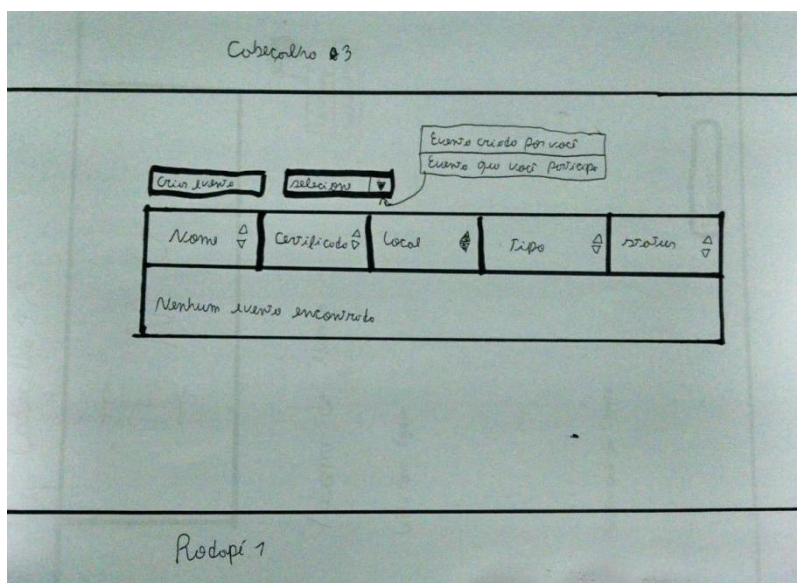 Cabeçalho 3
Evento criado por você
Evento que você participa
Criar evento
selecione
Nome
Certificado
Local
Tipo
status
Nenhum evento encontrado
Rodapé 1